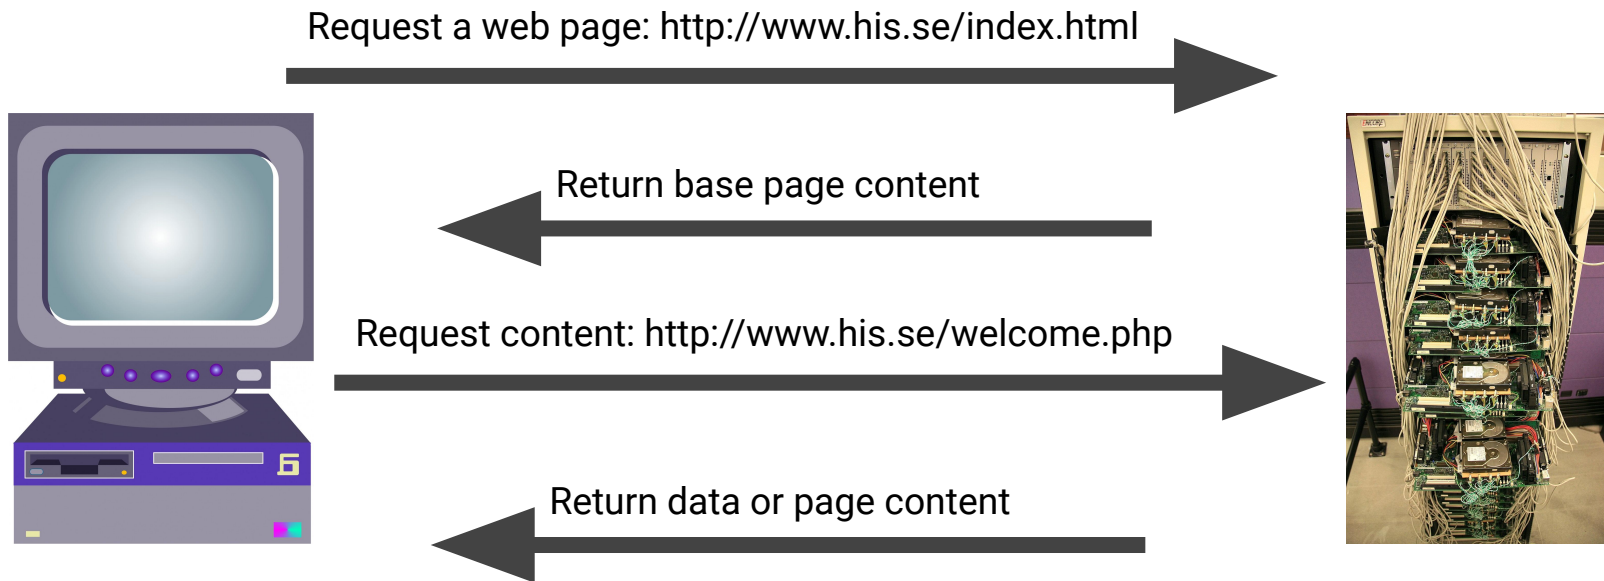 Request a web page: http://www.his.se/index.html
Return base page content
Request content: http://www.his.se/welcome.php
Return data or page content